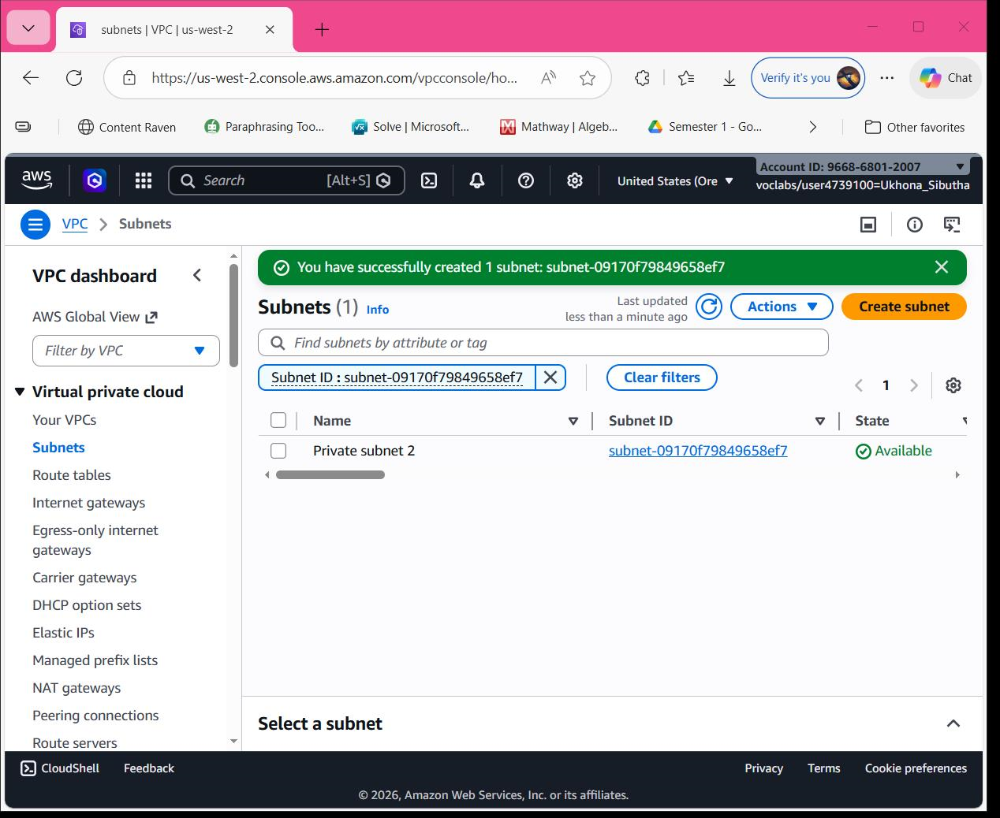 subnets | VPC | us-west-2
https://us-west-2.console.aws.amazon.com/vpcconsole/ho...
Verify it's you
Chat
Content Raven
Paraphrasing Too...
Solve | Microsoft...
Mathway | Algeb...
Semester 1 - Go...
Other favorites
aws
Search
[Alt+S]
United States (Ore
Account ID: 9668-6801-2007
voclabs/user4739100=Ukhona_Sibutha
VPC
Subnets
VPC dashboard
AWS Global View
Filter by VPC
Virtual private cloud
Your VPCs
Subnets
Route tables
Internet gateways
Egress-only internet
gateways
Carrier gateways
DHCP option sets
Elastic IPs
Managed prefix lists
NAT gateways
Peering connections
Route servers
You have successfully created 1 subnet: subnet-09170f79849658ef7
Subnets (1) Info
Last updated
less than a minute ago
Actions
Create subnet
Find subnets by attribute or tag
Subnet ID : subnet-09170f79849658ef7
Clear filters
1
Name
Subnet ID
State
Private subnet 2
subnet-09170f79849658ef7
Available
Select a subnet
CloudShell
Feedback
Privacy
Terms
Cookie preferences
© 2026, Amazon Web Services, Inc. or its affiliates.